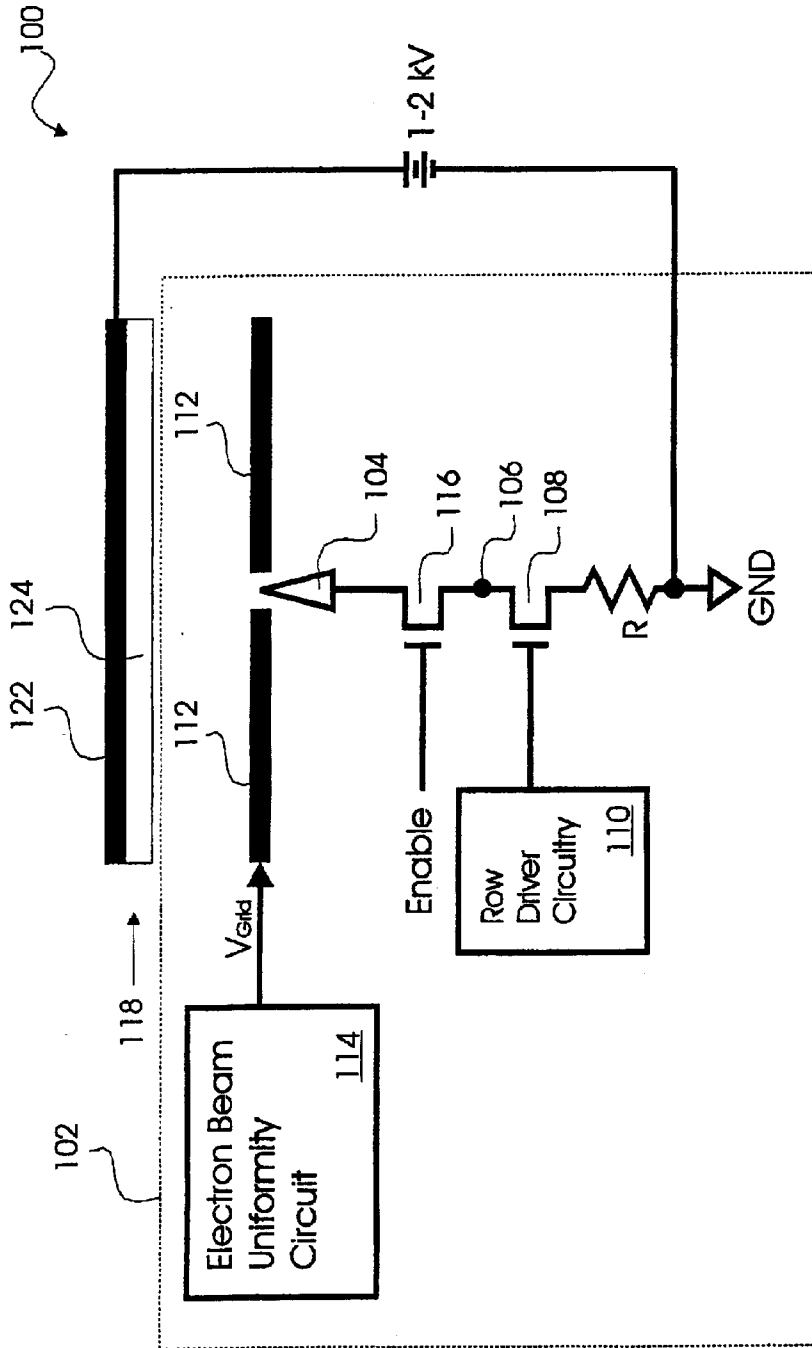 100
102
118
122
124
112
112
1-2 kV
Electron Beam
Uniformity
Circuit
114
VGrid
104
116
106
108
Enable
Row
Driver
Circuitry
110
R
GND